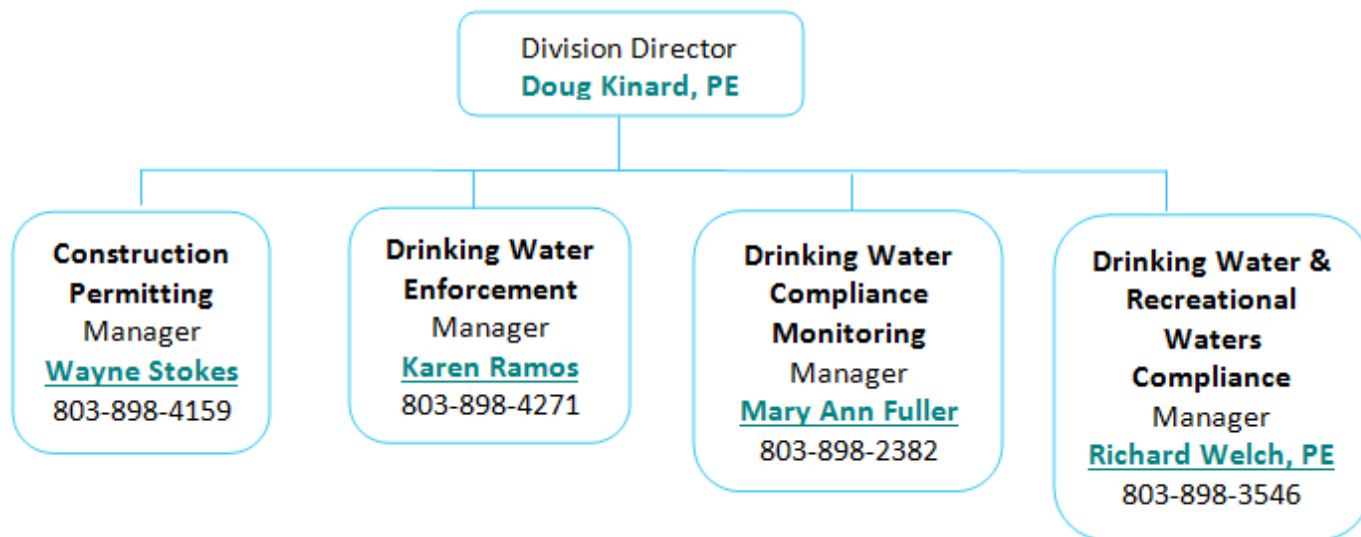 Division Director
Doug Kinard, PE
Construction
Permitting
Manager
Wayne Stokes
803-898-4159
Drinking Water
Enforcement
Manager
Karen Ramos
803-898-4271
Drinking Water
Compliance
Monitoring
Manager
Mary Ann Fuller
803-898-2382
Drinking Water &
Recreational
Waters
Compliance
Manager
Richard Welch, PE
803-898-3546